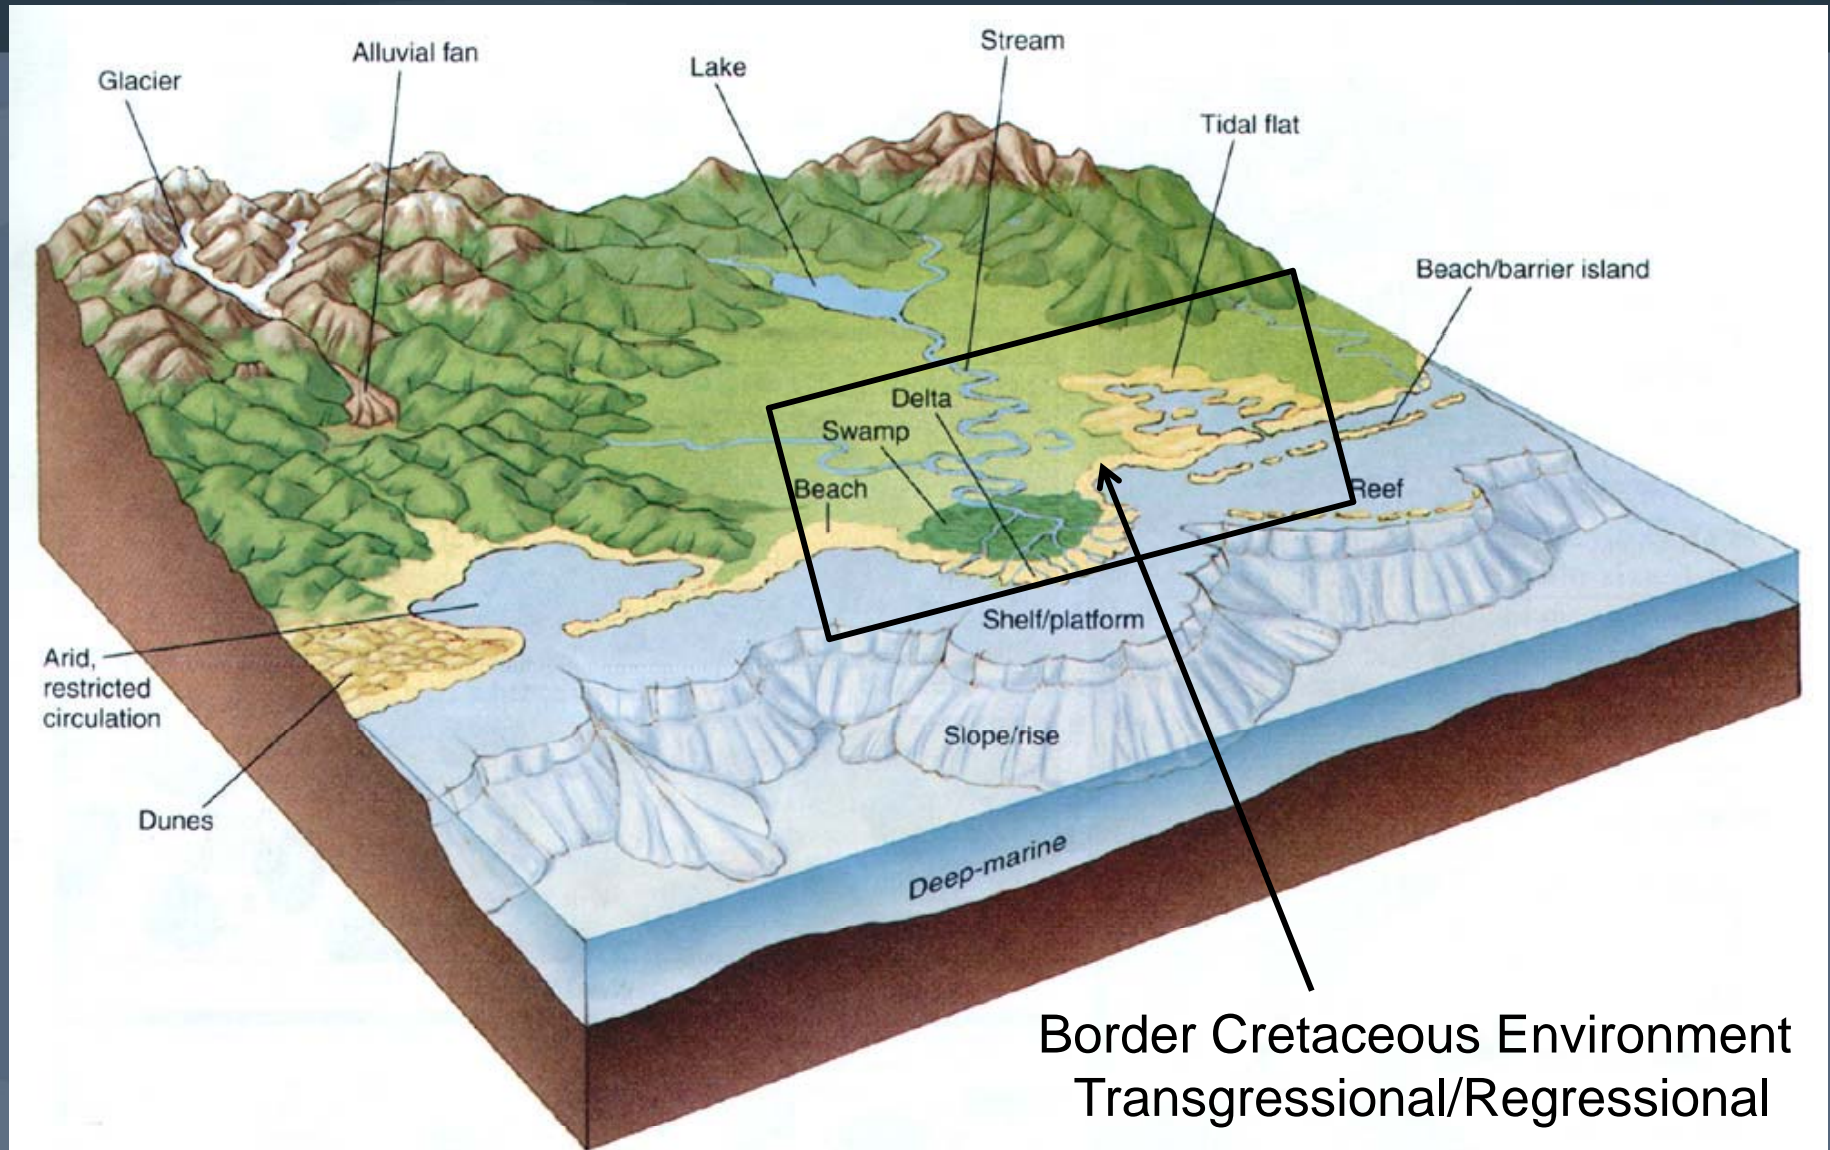 Stream
Alluvial fan
Lake
Glacier
Tidal flat
Beach/barrier island
Delta
Swamp
Beach
Reef
Shelf/platform
Arid,
restricted
circulation
Slope/rise
Dunes
Deep-marine
Border Cretaceous Environment
Transgressional/Regressional